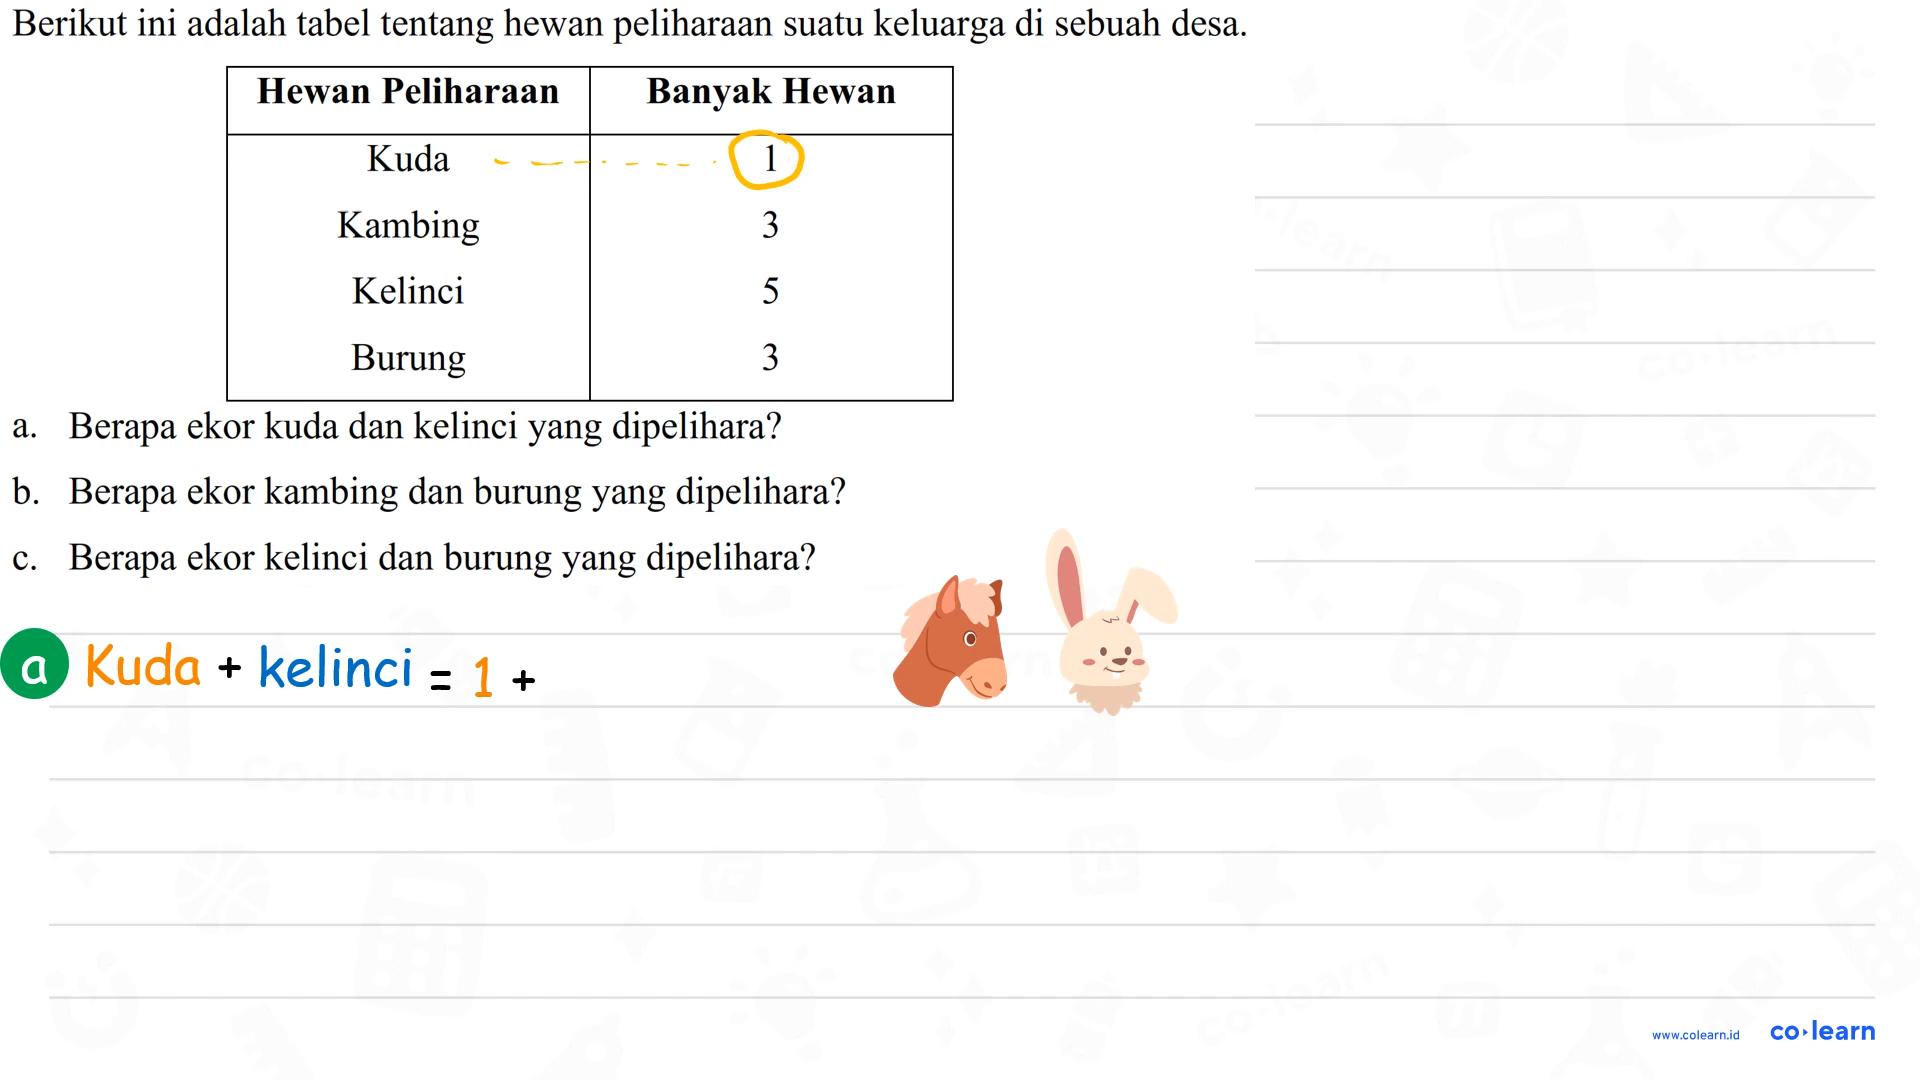 Berikut ini adalah tabel tentang hewan peliharaan suatu keluarga di sebuah desa.
Hewan Peliharaan Banyak Hewan
Kuda 1
Kambing 3
Kelinci 5
Burung 3
a. Berapa ekor kuda dan kelinci yang dipelihara?
b. Berapa ekor kambing dan burung yang dipelihara?
c. Berapa ekor kelinci dan burung yang dipelihara?
a Kuda + kelinci = 1 +
www.colearn.id co learn